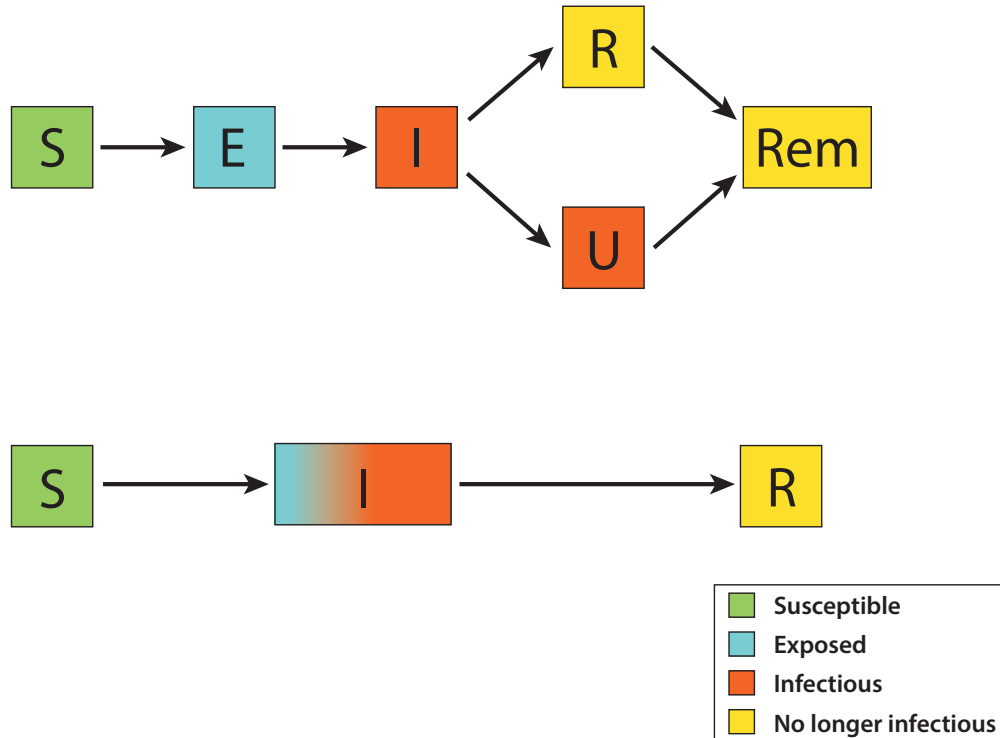 R
S
E
I
Rem
U
S
I
R
Susceptible
Exposed
Infectious
No longer infectious